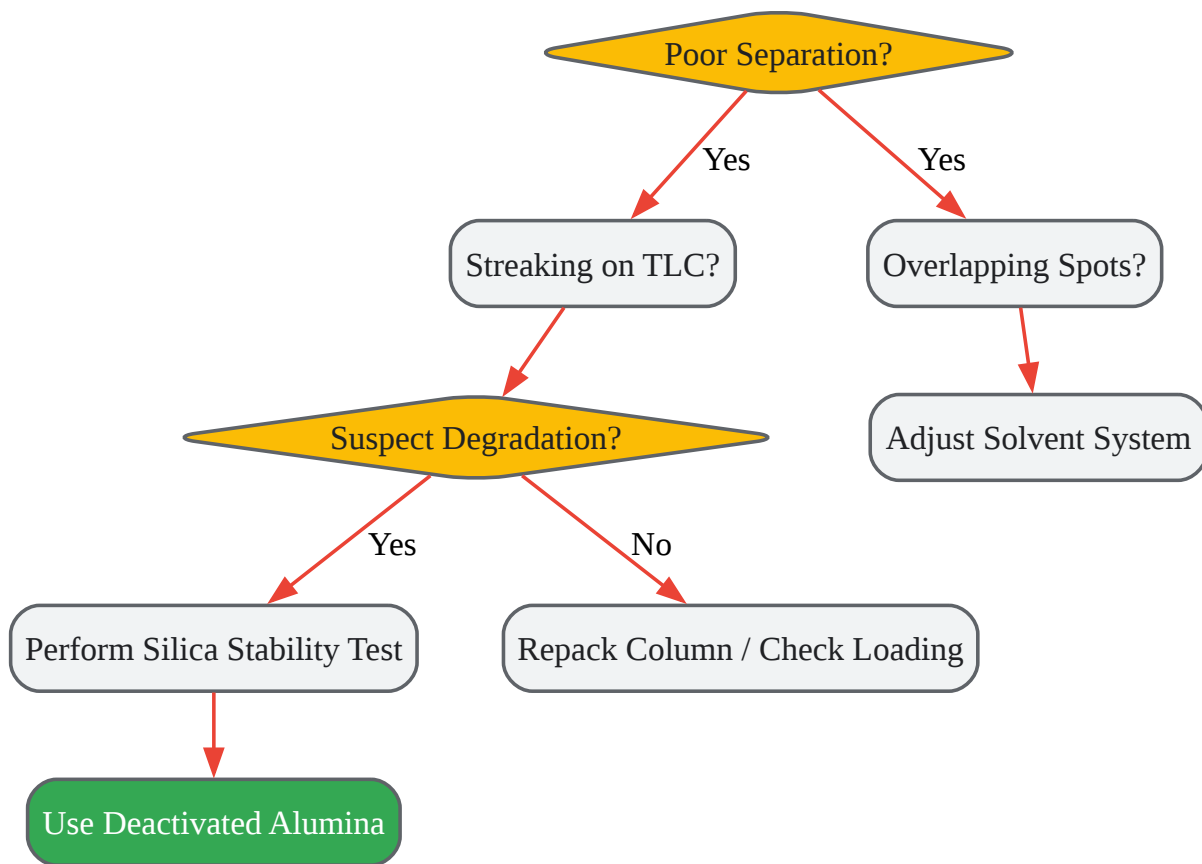 Poor Separation?
Yes
Yes
Streaking on TLC?
Overlapping Spots?
Suspect Degradation?
Adjust Solvent System
Yes
No
Perform Silica Stability Test
Repack Column / Check Loading
Use Deactivated Alumina